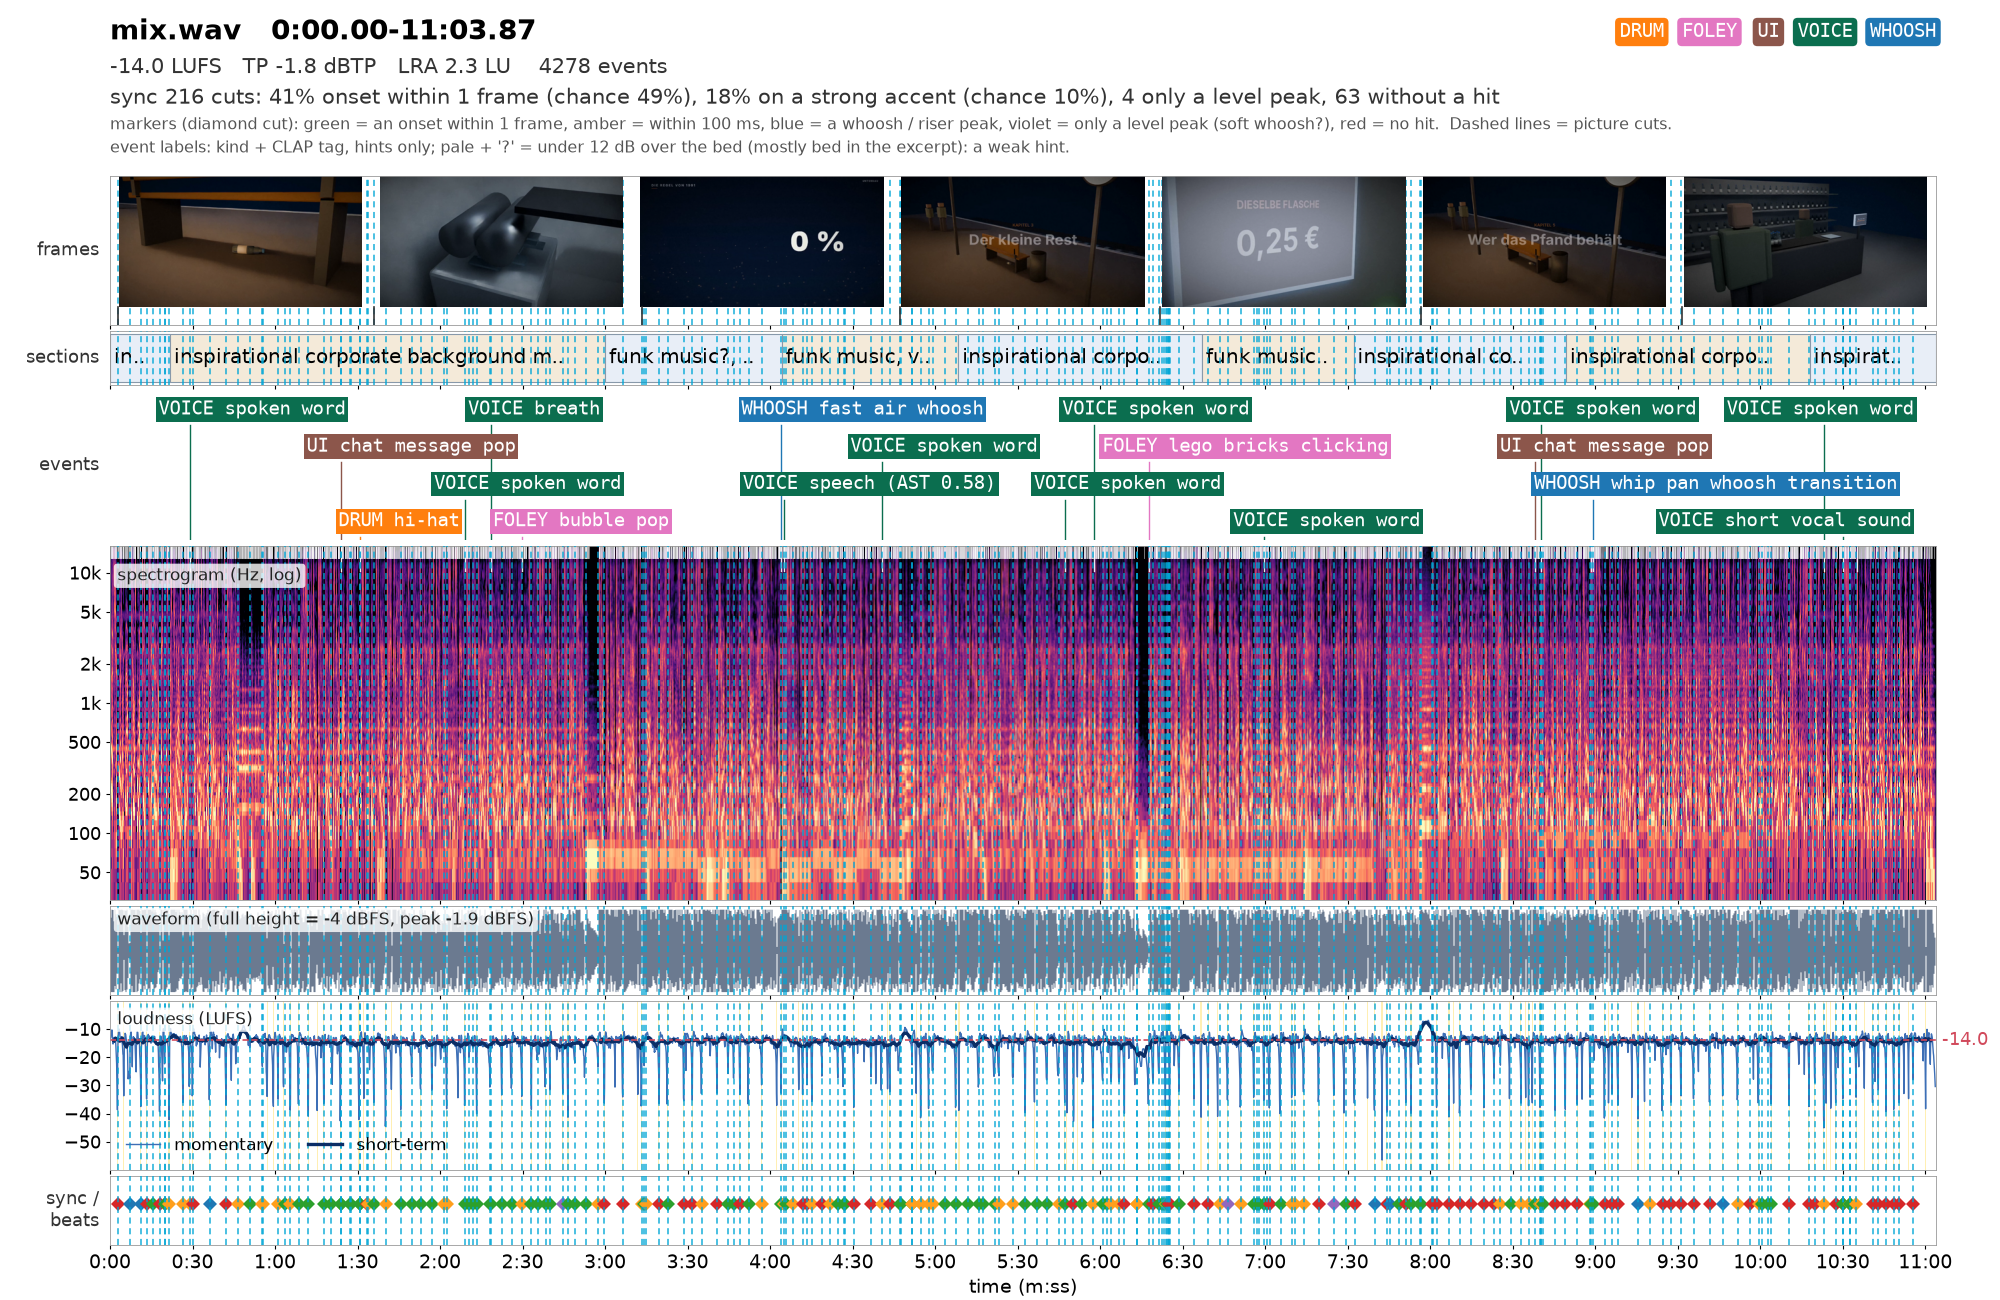 mix.wav   0:00.00-11:03.87
DRUM FOLEY UI VOICE WHOOSH
-14.0 LUFS   TP -1.8 dBTP   LRA 2.3 LU    4278 events
sync 216 cuts: 41% onset within 1 frame (chance 49%), 18% on a strong accent (chance 10%), 4 only a level peak, 63 without a hit
markers (diamond cut): green = an onset within 1 frame, amber = within 100 ms, blue = a whoosh / riser peak, violet = only a level peak (soft whoosh?), red = no hit.  Dashed lines = picture cuts.
event labels: kind + CLAP tag, hints only; pale + '?' = under 12 dB over the bed (mostly bed in the excerpt): a weak hint.
frames
0 %
Der kleine Rest
DIESELBE FLASCHE
0,25 €
Wer das Pfand behält
sections
in..
inspirational corporate background m..
funk music?, ..
funk music, v..
inspirational corpo..
funk music..
inspirational co..
inspirational corpo..
inspirat..
events
VOICE spoken word
VOICE breath
WHOOSH fast air whoosh
VOICE spoken word
VOICE spoken word
VOICE spoken word
UI chat message pop
VOICE spoken word
FOLEY lego bricks clicking
UI chat message pop
VOICE spoken word
VOICE speech (AST 0.58)
VOICE spoken word
WHOOSH whip pan whoosh transition
DRUM hi-hat
FOLEY bubble pop
VOICE spoken word
VOICE short vocal sound
spectrogram (Hz, log)
10k
5k
2k
1k
500
200
100
50
waveform (full height = -4 dBFS, peak -1.9 dBFS)
loudness (LUFS)
−10
−20
−30
−40
−50
-14.0
momentary
short-term
sync /
beats
0:00 0:30 1:00 1:30 2:00 2:30 3:00 3:30 4:00 4:30 5:00 5:30 6:00 6:30 7:00 7:30 8:00 8:30 9:00 9:30 10:00 10:30 11:00
time (m:ss)